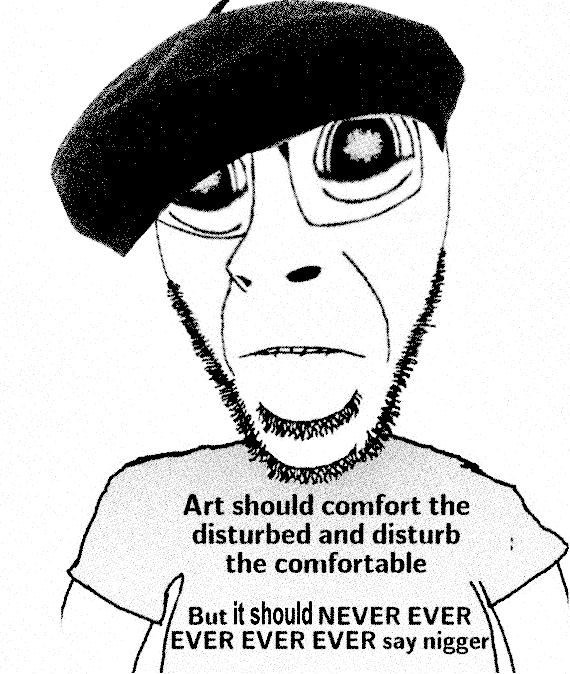 Art should comfort the
disturbed and disturb
the comfortable
But it should NEVER EVER
EVER EVER EVER say nigger